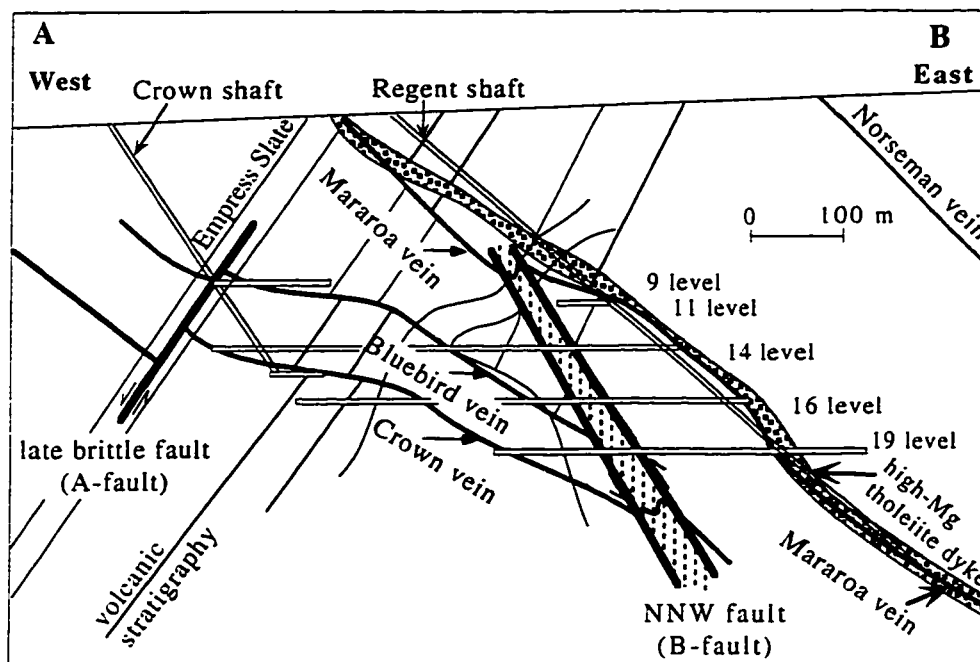 A
B
West
East
Crown shaft
Regent shaft
Empress Slate
Norseman vein
Mararoa vein
0 100 m
9 level
11 level
14 level
Bluebird vein
16 level
Crown vein
19 level
late brittle fault
(A-fault)
high-Mg
tholeiite dyke
volcanic
stratigraphy
Mararoa vein
NNW fault
(B-fault)